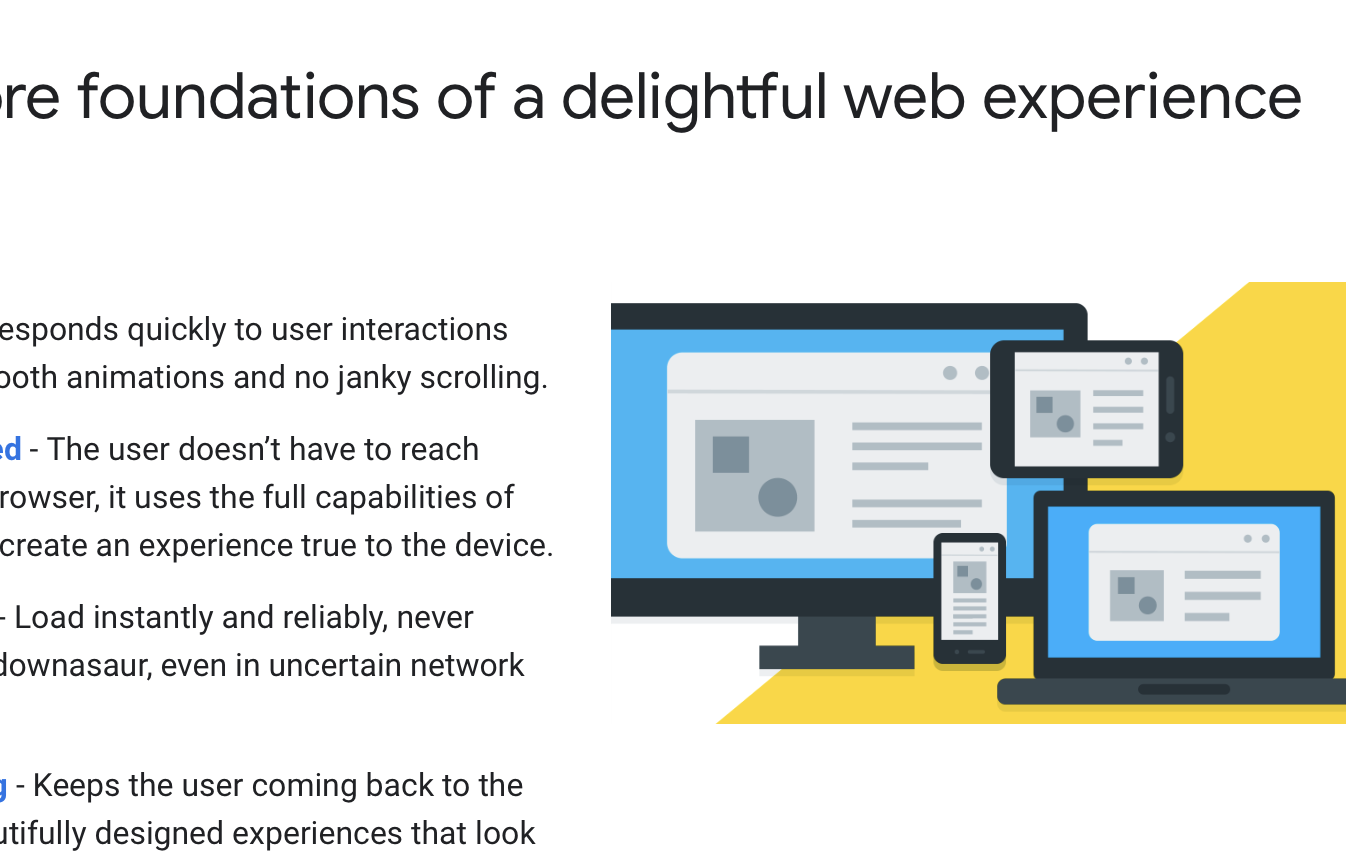 ore foundations of a delightful web experience
esponds quickly to user interactions
ooth animations and no janky scrolling.
ed - The user doesn’t have to reach
rowser, it uses the full capabilities of
create an experience true to the device.
- Load instantly and reliably, never
downasaur, even in uncertain network
g - Keeps the user coming back to the
utifully designed experiences that look